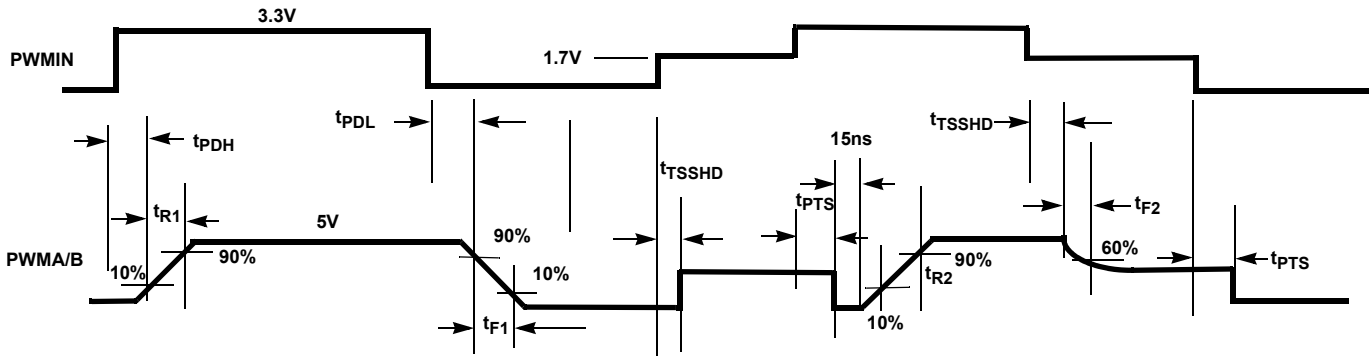 3.3V
PWMIN
1.7V
tPDH
tPDL
tTSSHD
15ns
tTSSHD
tPTS
tR1
tF2
5V
PWMA/B
10%
90%
90%
10%
tF1
tR2
90%
10%
60%
tPTS